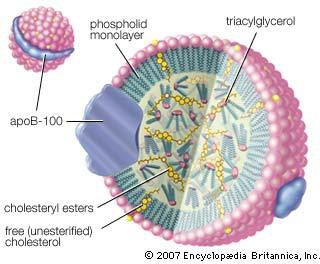 phospholid
monolayer
triacylglycerol
apoB-100
cholesteryl esters
free (unesterified)
cholesterol
© 2007 Encyclopædia Britannica, Inc.